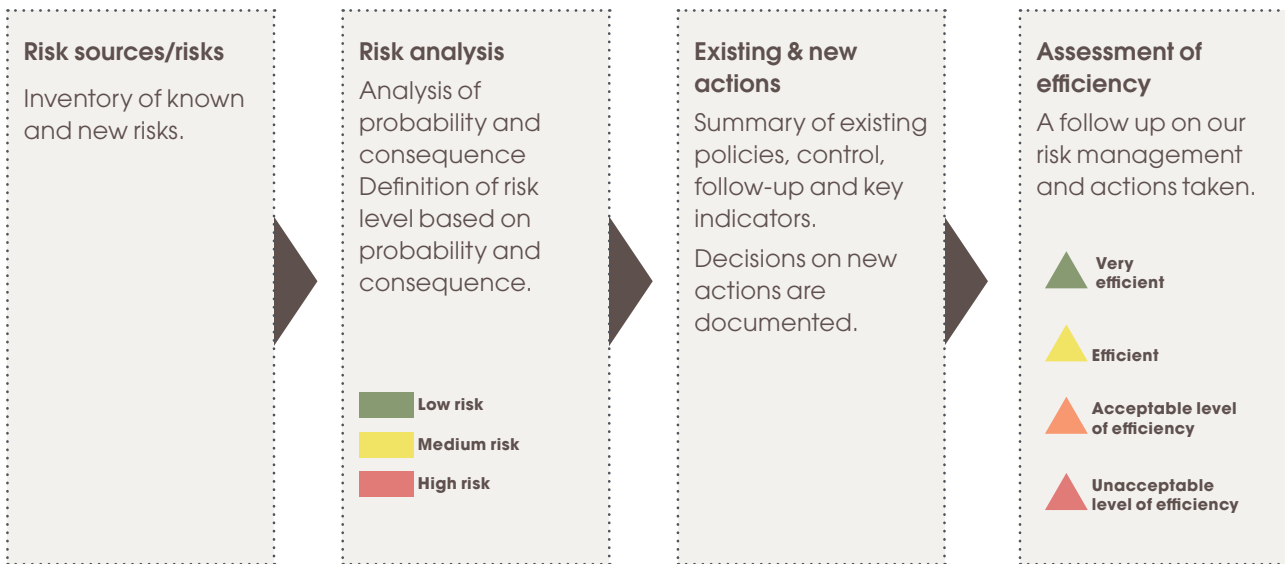 Risk sources/risks
Inventory of known
and new risks.
Risk analysis
Analysis of
probability and
consequence
Definition of risk
level based on
probability and
consequence.
Low risk
Medium risk
High risk
Existing & new
actions
Summary of existing
policies, control,
follow-up and key
indicators.
Decisions on new
actions are
documented.
Assessment of
efficiency
A follow up on our
risk management
and actions taken.
Very
efficient
Efficient
Acceptable level
of efficiency
Unacceptable
level of efficiency